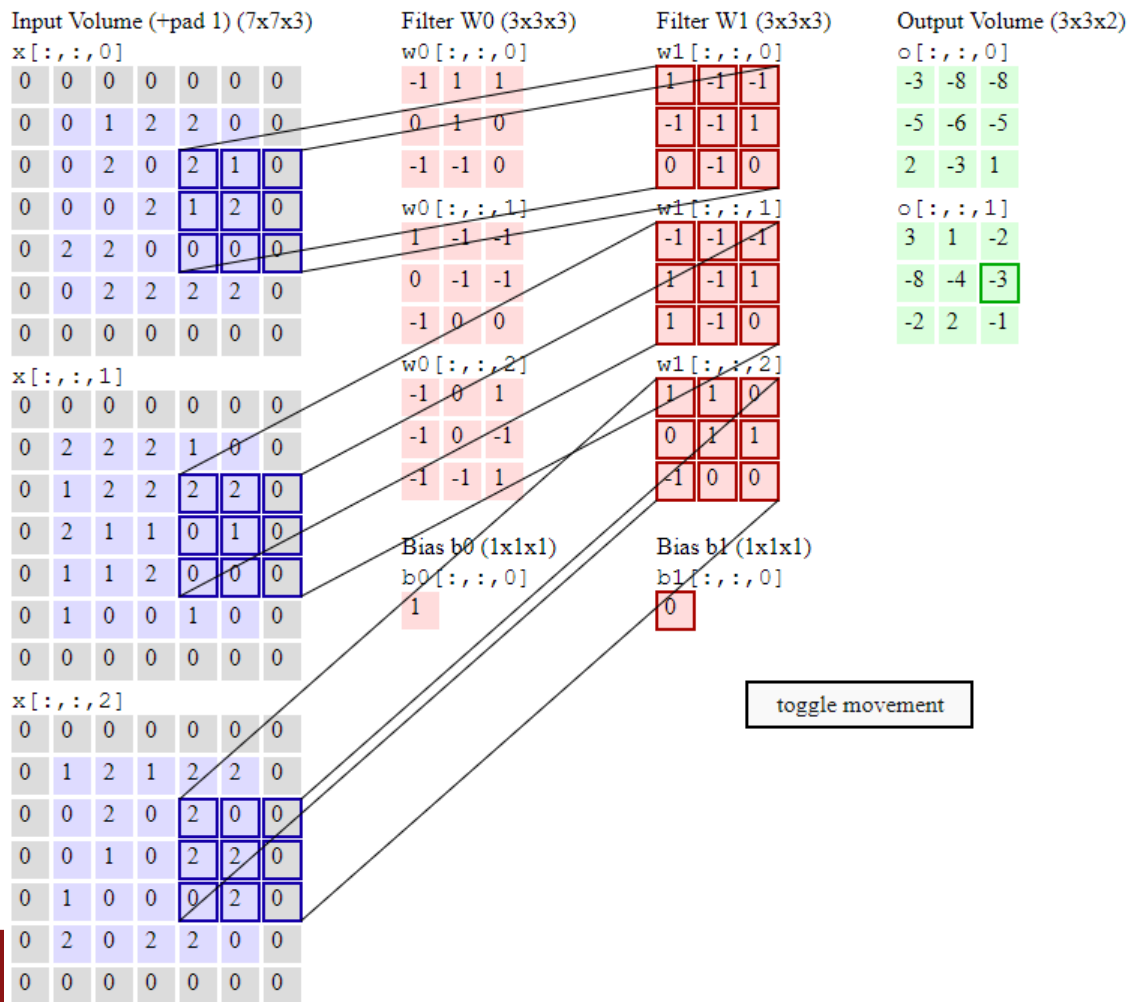 Input Volume (+pad 1) (7x7x3)
x[:,:,0]
0 0 0 0 0 0 0
0 0 1 2 2 0 0
0 0 2 0 2 1 0
0 0 0 2 1 2 0
0 2 2 0 0 0 0
0 0 2 2 2 2 0
0 0 0 0 0 0 0
x[:,:,1]
0 0 0 0 0 0 0
0 2 2 2 1 0 0
0 1 2 2 2 2 0
0 2 1 1 0 1 0
0 1 1 2 0 0 0
0 1 0 0 1 0 0
0 0 0 0 0 0 0
x[:,:,2]
0 0 0 0 0 0 0
0 1 2 1 2 2 0
0 0 2 0 2 0 0
0 0 1 0 2 2 0
0 1 0 0 0 2 0
0 2 0 2 2 0 0
0 0 0 0 0 0 0
Filter W0 (3x3x3)
w0[:,:,0]
-1 1 1
0 1 0
-1 -1 0
w0[:,:,1]
1 -1 -1
0 -1 -1
-1 0 0
w0[:,:,2]
-1 0 1
-1 0 -1
-1 -1 1
Bias b0 (1x1x1)
b0[:,:,0]
1
Filter W1 (3x3x3)
w1[:,:,0]
1 -1 -1
-1 -1 1
0 -1 0
w1[:,:,1]
-1 -1 -1
1 -1 1
1 -1 0
w1[:,:,2]
1 1 0
0 1 1
-1 0 0
Bias b1 (1x1x1)
b1[:,:,0]
0
Output Volume (3x3x2)
o[:,:,0]
-3 -8 -8
-5 -6 -5
2 -3 1
o[:,:,1]
3 1 -2
-8 -4 -3
-2 2 -1
toggle movement